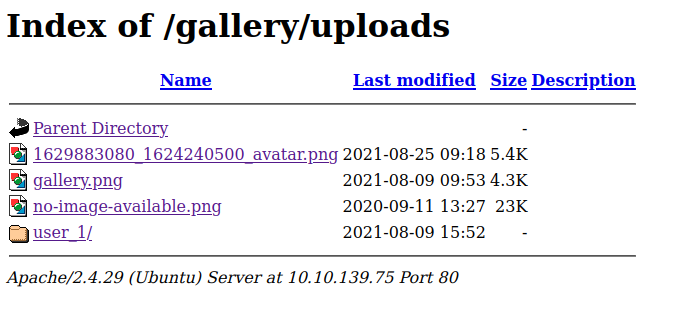 Index of /gallery/uploads
Name Last modified Size Description
Parent Directory -
1629883080_1624240500_avatar.png 2021-08-25 09:18 5.4K
gallery.png 2021-08-09 09:53 4.3K
no-image-available.png 2020-09-11 13:27 23K
user_1/ 2021-08-09 15:52 -
Apache/2.4.29 (Ubuntu) Server at 10.10.139.75 Port 80